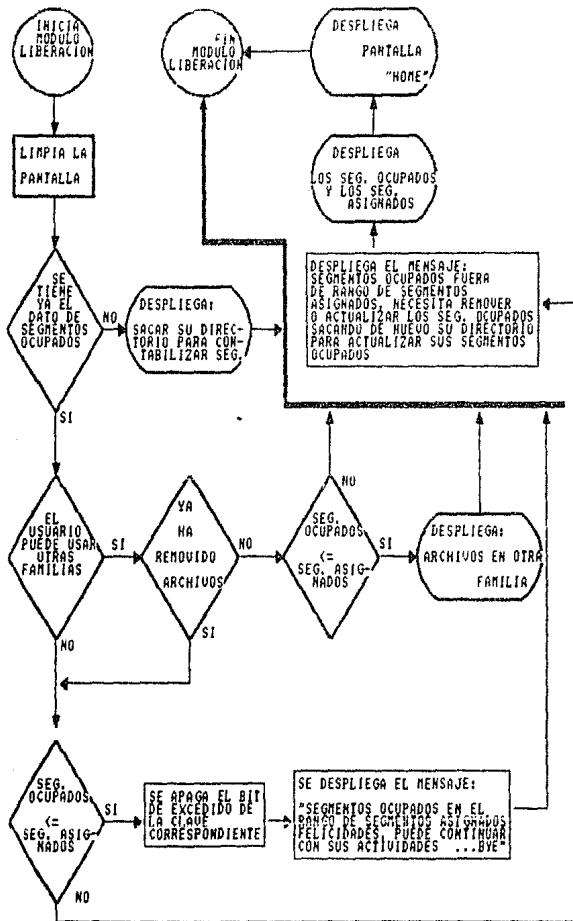 INICIA
MODULO
LIBERACION
FIN
MODULO
LIBERACION
DESPLIEGA
PANTALLA
"HOME"
LIMPIA LA
PANTALLA
DESPLIEGA
LOS SEG. OCUPADOS
Y LOS SEG.
ASIGNADOS
SE
TIENE
YA EL
DATO DE
SEGMENTOS
OCUPADOS
NO
DESPLIEGA:
SACAR SU DIREC-
TORIO PARA CON-
TABILIZAR SEG.
DESPLIEGA EL MENSAJE:
SEGMENTOS OCUPADOS FUERA
DE RANGO DE SEGMENTOS
ASIGNADOS, NECESITA REMOVER
O ACTUALIZAR LOS SEG. OCUPADOS
SACANDO DE NUEVO SU DIRECTORIO
PARA ACTUALIZAR SUS SEGMENTOS
OCUPADOS
SI
EL
USUARIO
PUEDE USAR
OTRAS
FAMILIAS
SI
YA
HA
REMOVIDO
ARCHIVOS
NO
SEG.
OCUPADOS
<=
SEG. ASIG-
NADOS
NO
SI
DESPLIEGA:
ARCHIVOS EN OTRA
FAMILIA
NO
SI
SEG.
OCUPADOS
<=
SEG. ASIG-
NADOS
SI
SE APAGA EL BIT
DE EXCEDIDO DE
LA CLAVE
CORRESPONDIENTE
SE DESPLIEGA EL MENSAJE:
"SEGMENTOS OCUPADOS EN EL
RANGO DE SEGMENTOS ASIGNADOS
FELICIDADES, PUEDE CONTINUAR
CON SUS ACTIVIDADES ...BYE"
NO